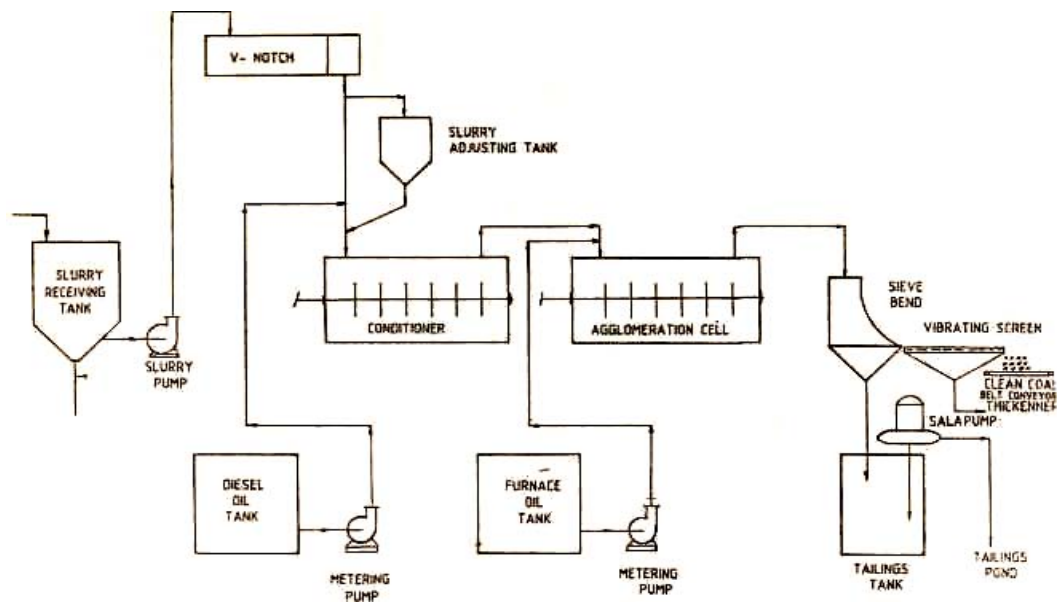 V- NOTCH
SLURRY
ADJUSTING TANK
SLURRY
RECEIVING
TANK
SLURRY
PUMP
CONDITIONER
AGGLOMERATION CELL
SIEVE
BEND
VIBRATING SCREEN
CLEAN COAL
BELT CONVEYOR
THICKENNER
SALAPUMP
DIESEL
OIL
TANK
METERING
PUMP
FURNACE
OIL
TANK
METERING
PUMP
TAILINGS
TANK
TAILINGS
POND